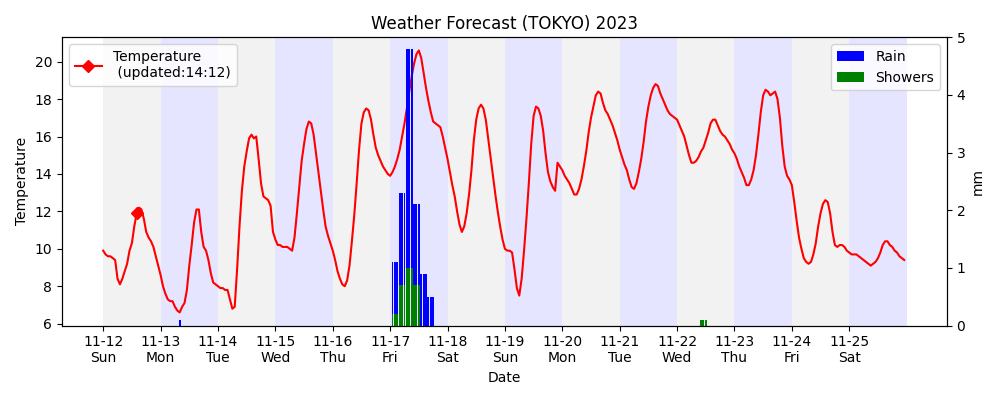 Weather Forecast (TOKYO) 2023
Temperature
(updated:14:12)
Rain
Showers
Temperature
20
18
16
14
12
10
8
6
5
4
3
2
1
0
mm
11-12 11-13 11-14 11-15 11-16 11-17 11-18 11-19 11-20 11-21 11-22 11-23 11-24 11-25
Sun Mon Tue Wed Thu Fri Sat Sun Mon Tue Wed Thu Fri Sat
Date